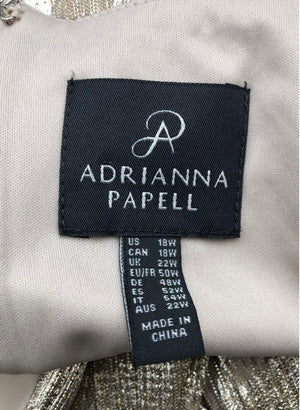 ADRIANNA
PAPELL
US 18W
CAN 18W
UK 22W
EU/FR 50W
DE 48W
ES 52W
IT 54W
AUS 22W
MADE IN
CHINA